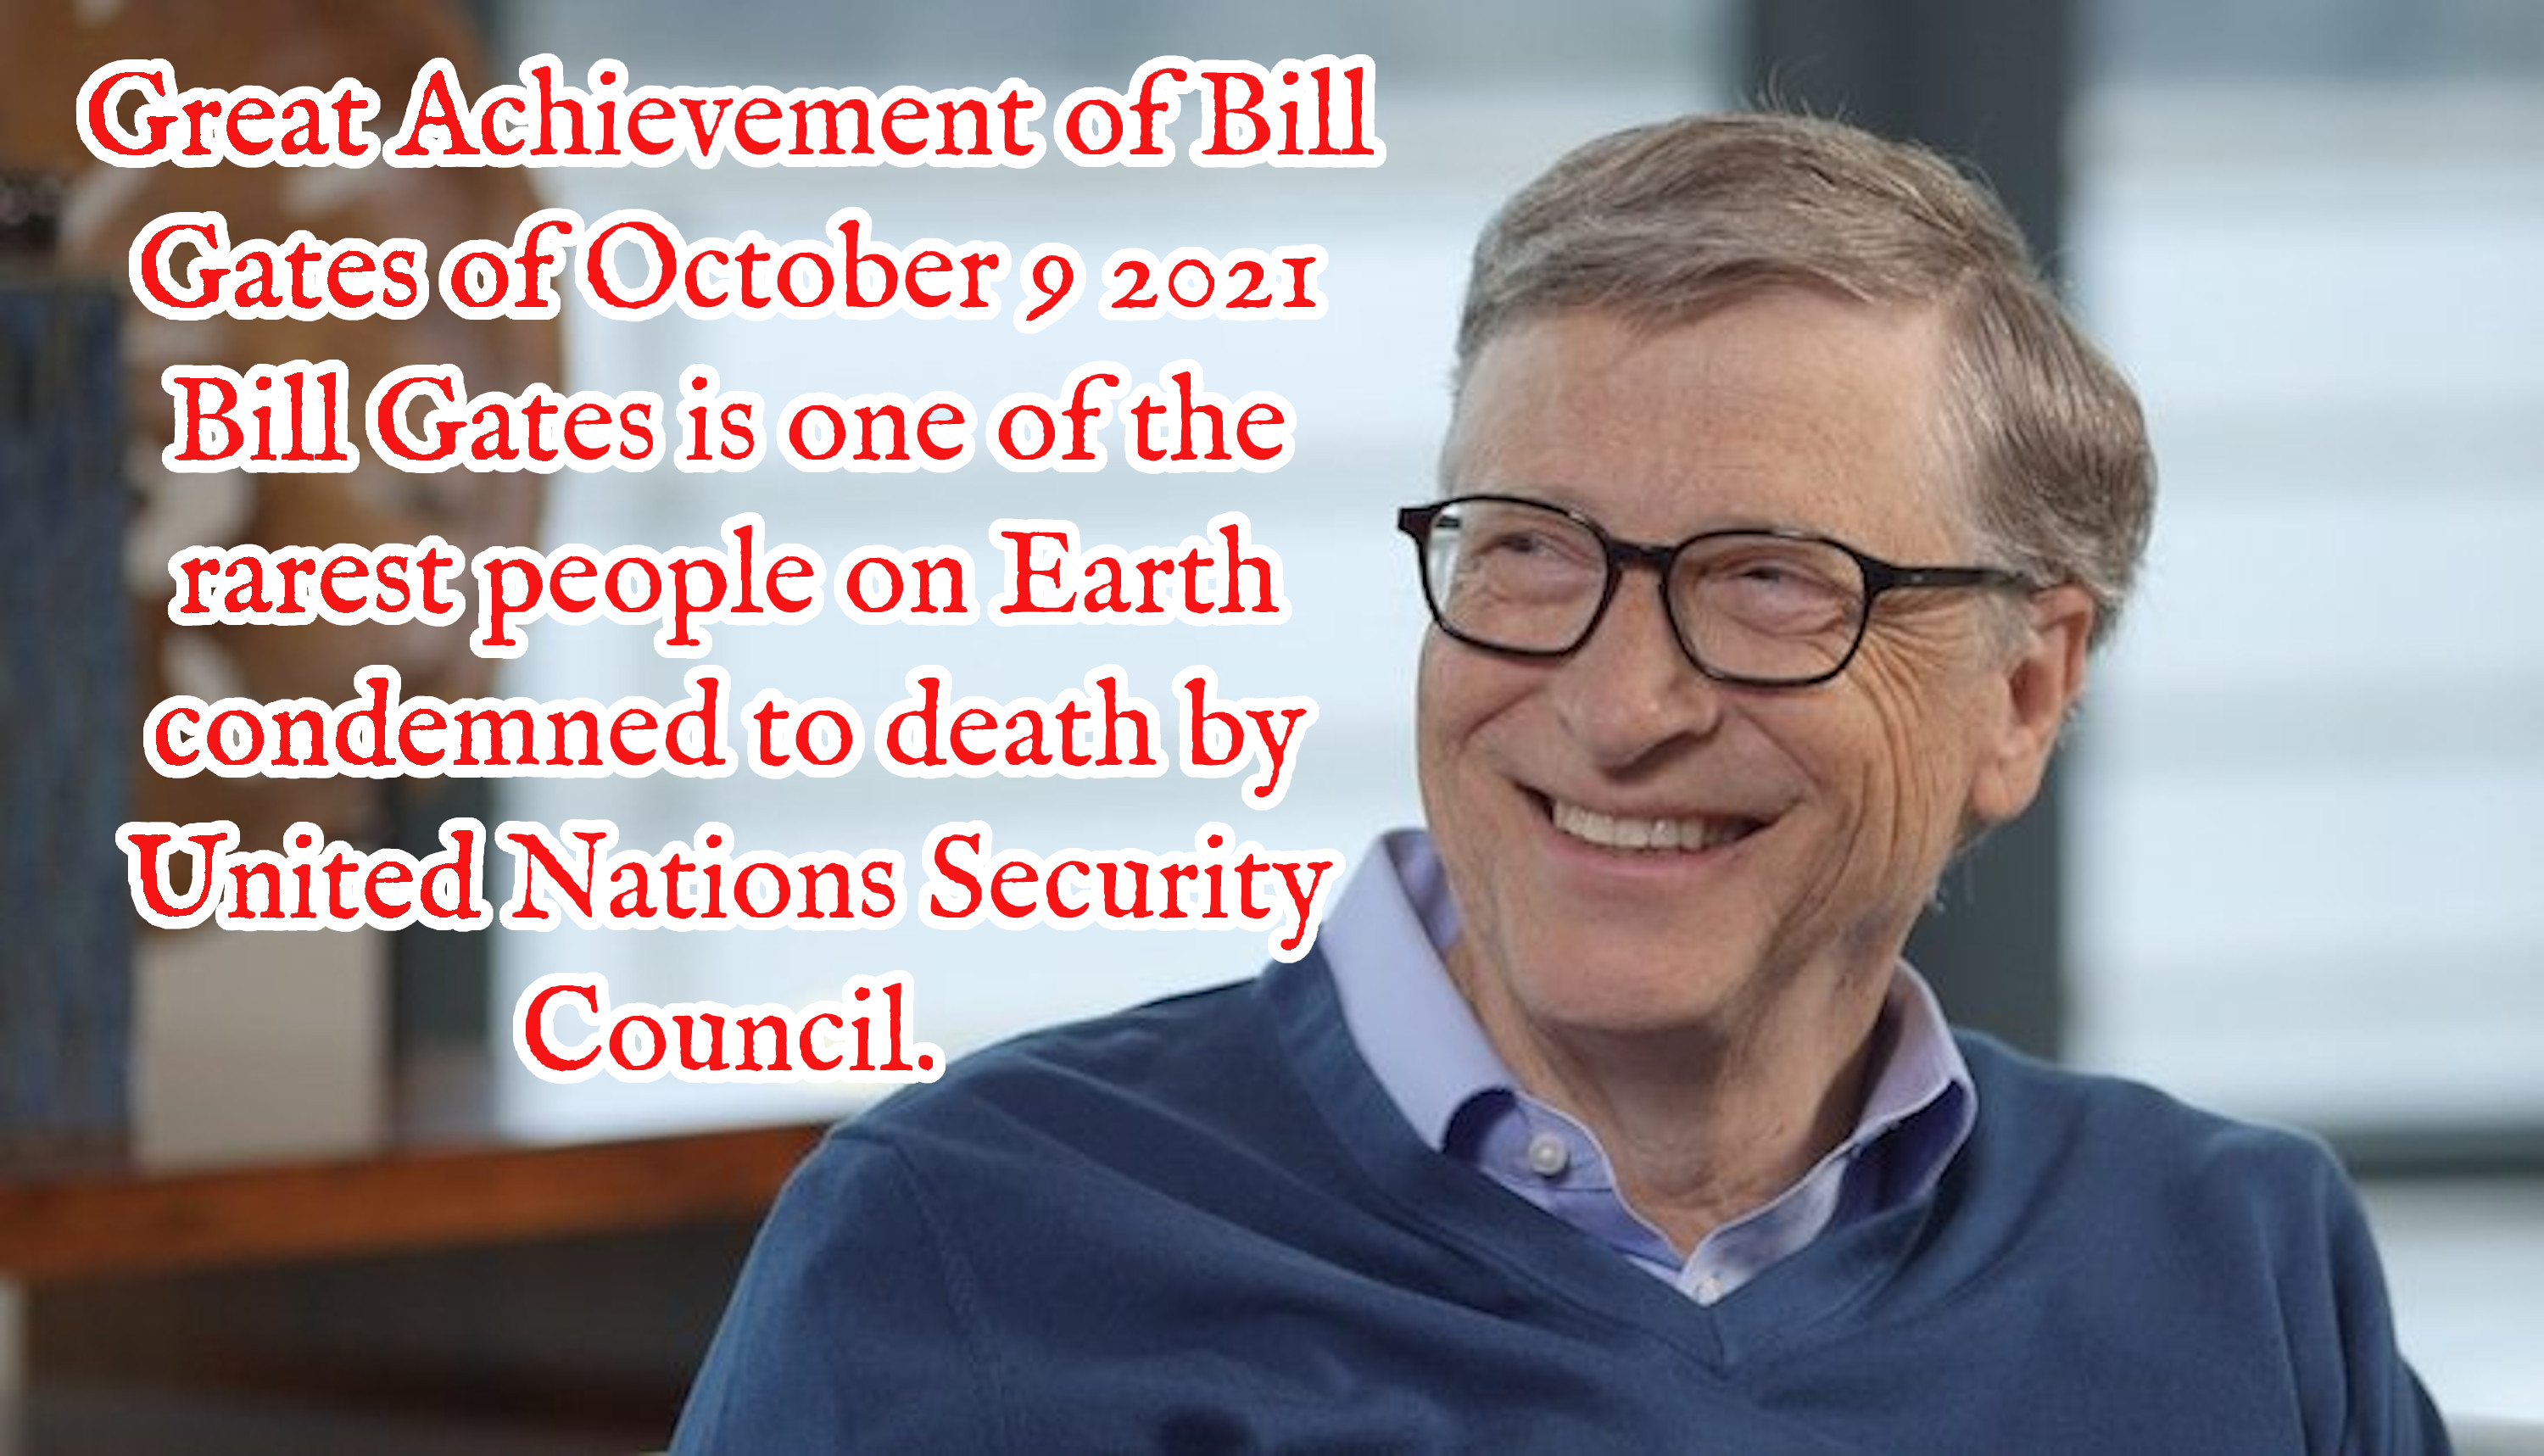 Great Achievement of Bill
Gates of October 9 2021
Bill Gates is one of the
rarest people on Earth
condemned to death by
United Nations Security
Council.